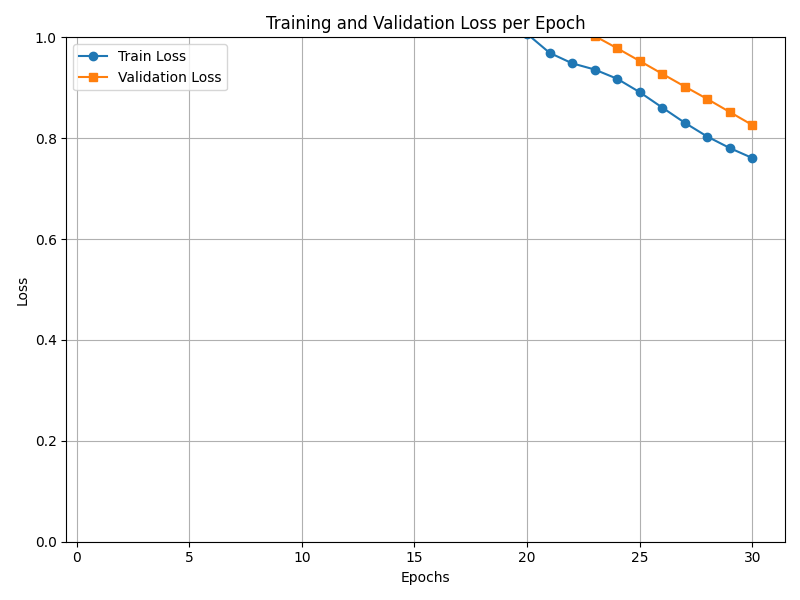 Training and Validation Loss per Epoch
Train Loss
Validation Loss
Loss
1.0
0.8
0.6
0.4
0.2
0.0
0 5 10 15 20 25 30
Epochs